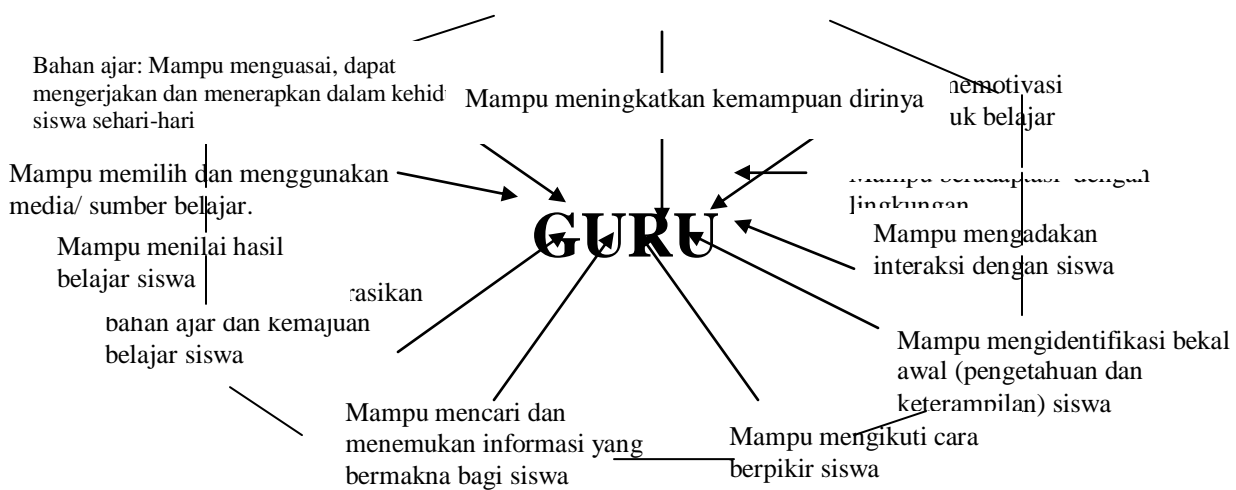 Bahan ajar: Mampu menguasai, dapat
mengerjakan dan menerapkan dalam
siswa sehari-hari
Mampu meningkatkan kemampuan dirinya
belajar
Mampu memilih dan menggunakan
media/ sumber belajar.
dengan
lingkungan
GURU
Mampu menilai hasil
belajar siswa
Mampu mengadakan
interaksi dengan siswa
bahan ajar dan kemajuan
belajar siswa
Mampu mengidentifikasi bekal
awal (pengetahuan dan
keterampilan) siswa
Mampu mencari dan
menemukan informasi yang
bermakna bagi siswa
Mampu mengikuti cara
berpikir siswa